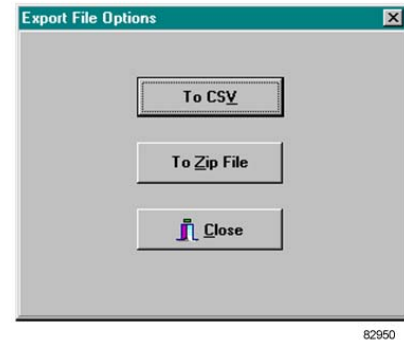 Export File Options
To CSV
To Zip File
Close
82950